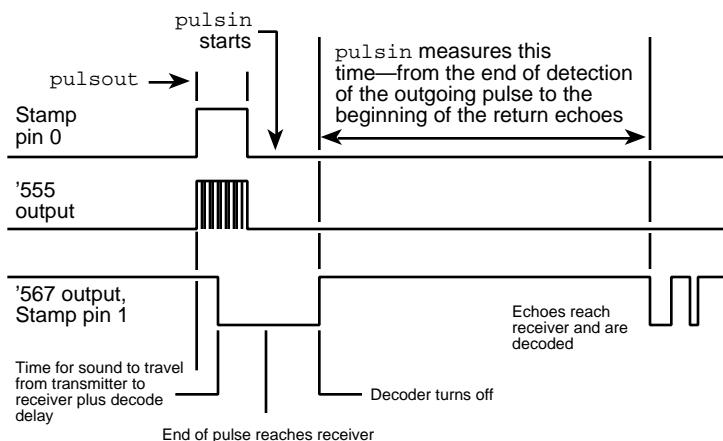 pulsin
starts
pulsout
pulsin measures this
time—from the end of detection
of the outgoing pulse to the
beginning of the return echoes
Stamp
pin 0
'555
output
'567 output,
Stamp pin 1
Echoes reach
receiver and are
decoded
Time for sound to travel
from transmitter to
receiver plus decode
delay
Decoder turns off
End of pulse reaches receiver